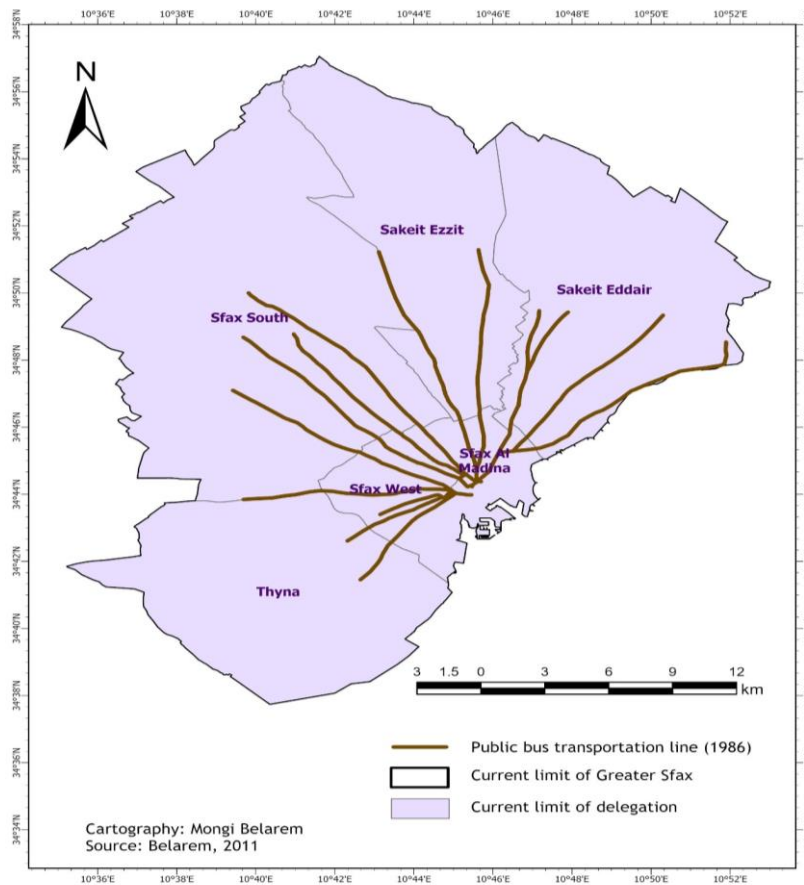 10°36'E 10°38'E 10°40'E 10°42'E 10°44'E 10°46'E 10°48'E 10°50'E 10°52'E
34°58'N
34°56'N
34°54'N
34°52'N
34°50'N
34°48'N
34°46'N
34°44'N
34°42'N
34°40'N
34°38'N
34°36'N
34°34'N
N
Sakeit Ezzit
Sakeit Eddair
Sfax South
Sfax Al
Madina
Sfax West
Thyna
3 1.5 0 3 6 9 12
km
Public bus transportation line (1986)
Current limit of Greater Sfax
Current limit of delegation
Cartography: Mongi Belarem
Source: Belarem, 2011
10°36'E 10°38'E 10°40'E 10°42'E 10°44'E 10°46'E 10°48'E 10°50'E 10°52'E